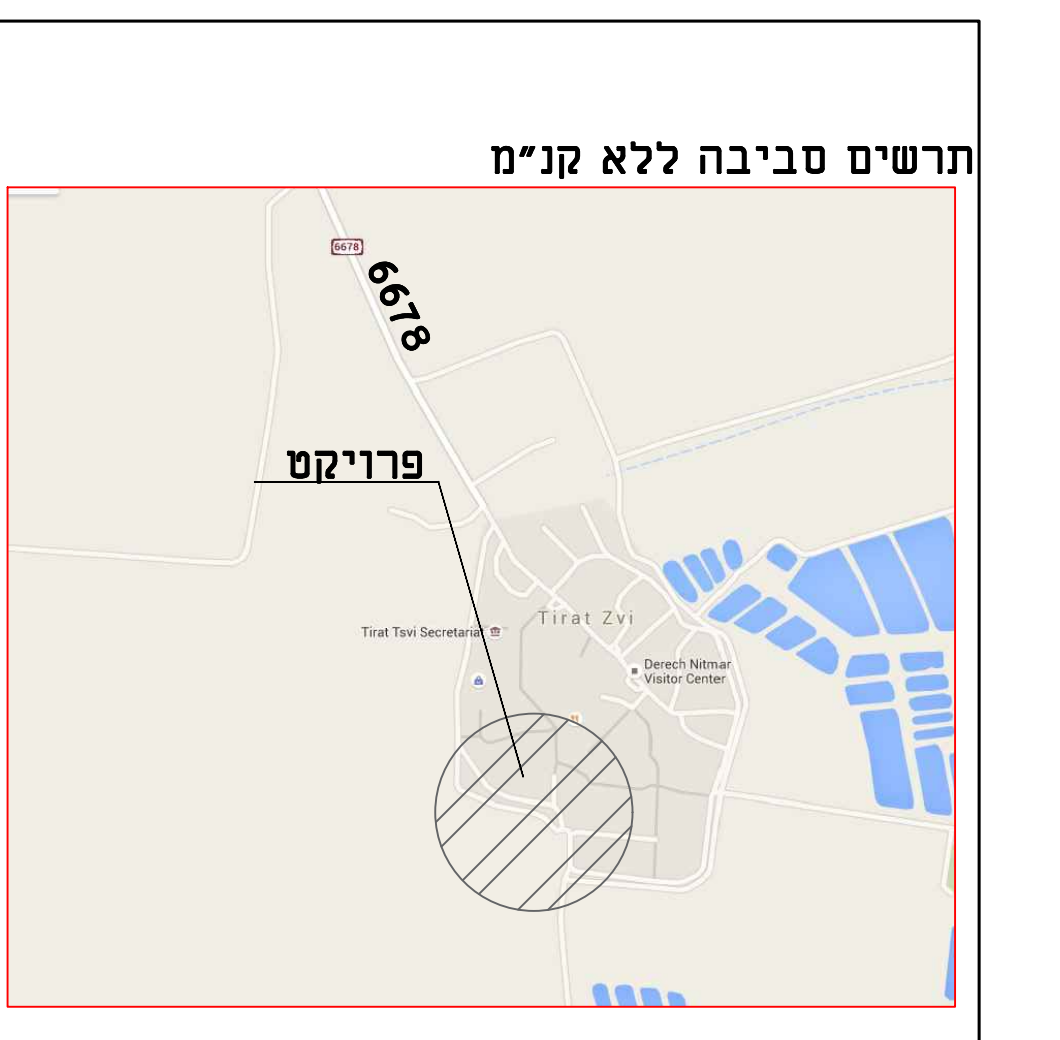 תרשים סביבה ללא קנ״מ
6678
6678
פרויקט
Tirat Zvi
Tirat Tsvi Secretariat
Derech Nitmar
Visitor Center